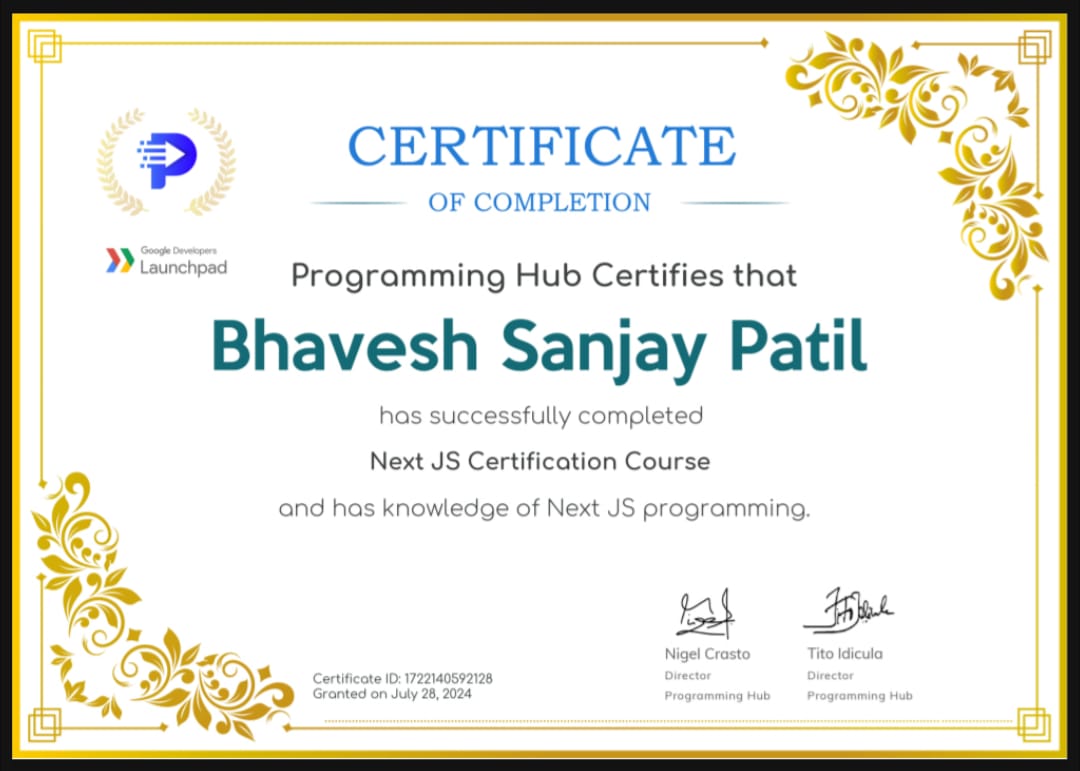 CERTIFICATE
OF COMPLETION
Google Developers
Launchpad
Programming Hub Certifies that
Bhavesh Sanjay Patil
has successfully completed
Next JS Certification Course
and has knowledge of Next JS programming.
Certificate ID: 1722140592128
Granted on July 28, 2024
Nigel Crasto
Director
Programming Hub
Tito Idicula
Director
Programming Hub